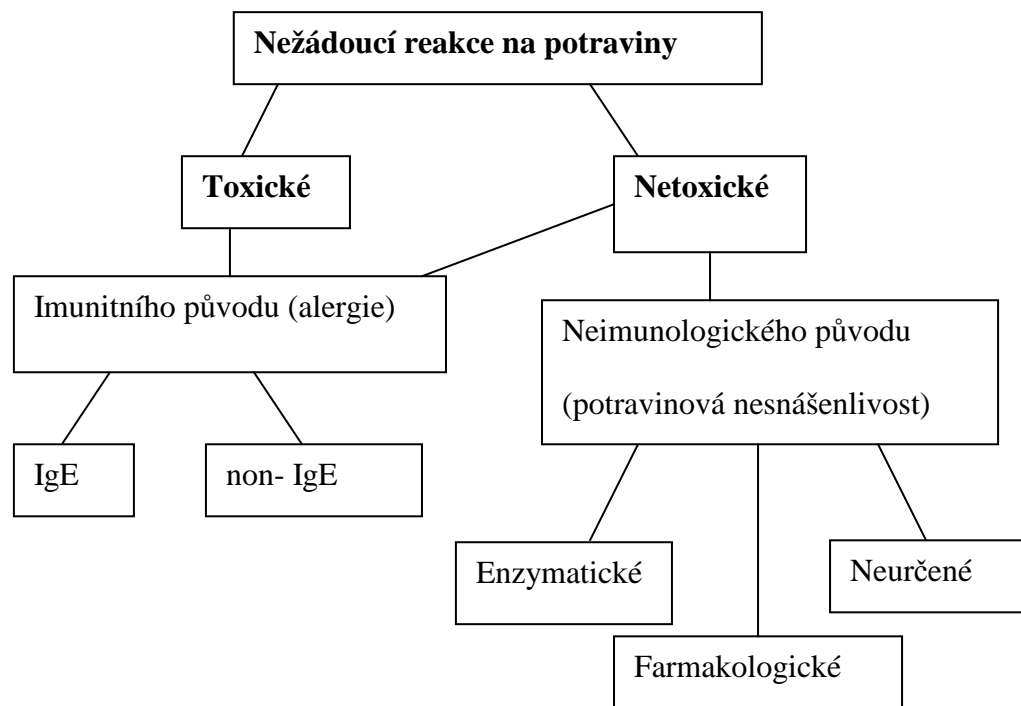 Nežádoucí reakce na potraviny
Toxické
Netoxické
Imunitního původu (alergie)
Neimunologického původu
(potravinová nesnášenlivost)
IgE
non- IgE
Enzymatické
Neurčené
Farmakologické